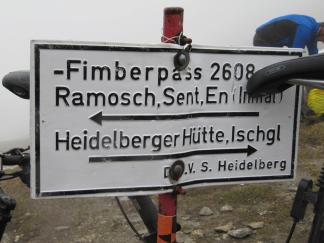 -Fimberpass 2608
Ramosch, Sent, En (Inntal)
Heidelberger Hütte, Ischgl
V. S. Heidelberg